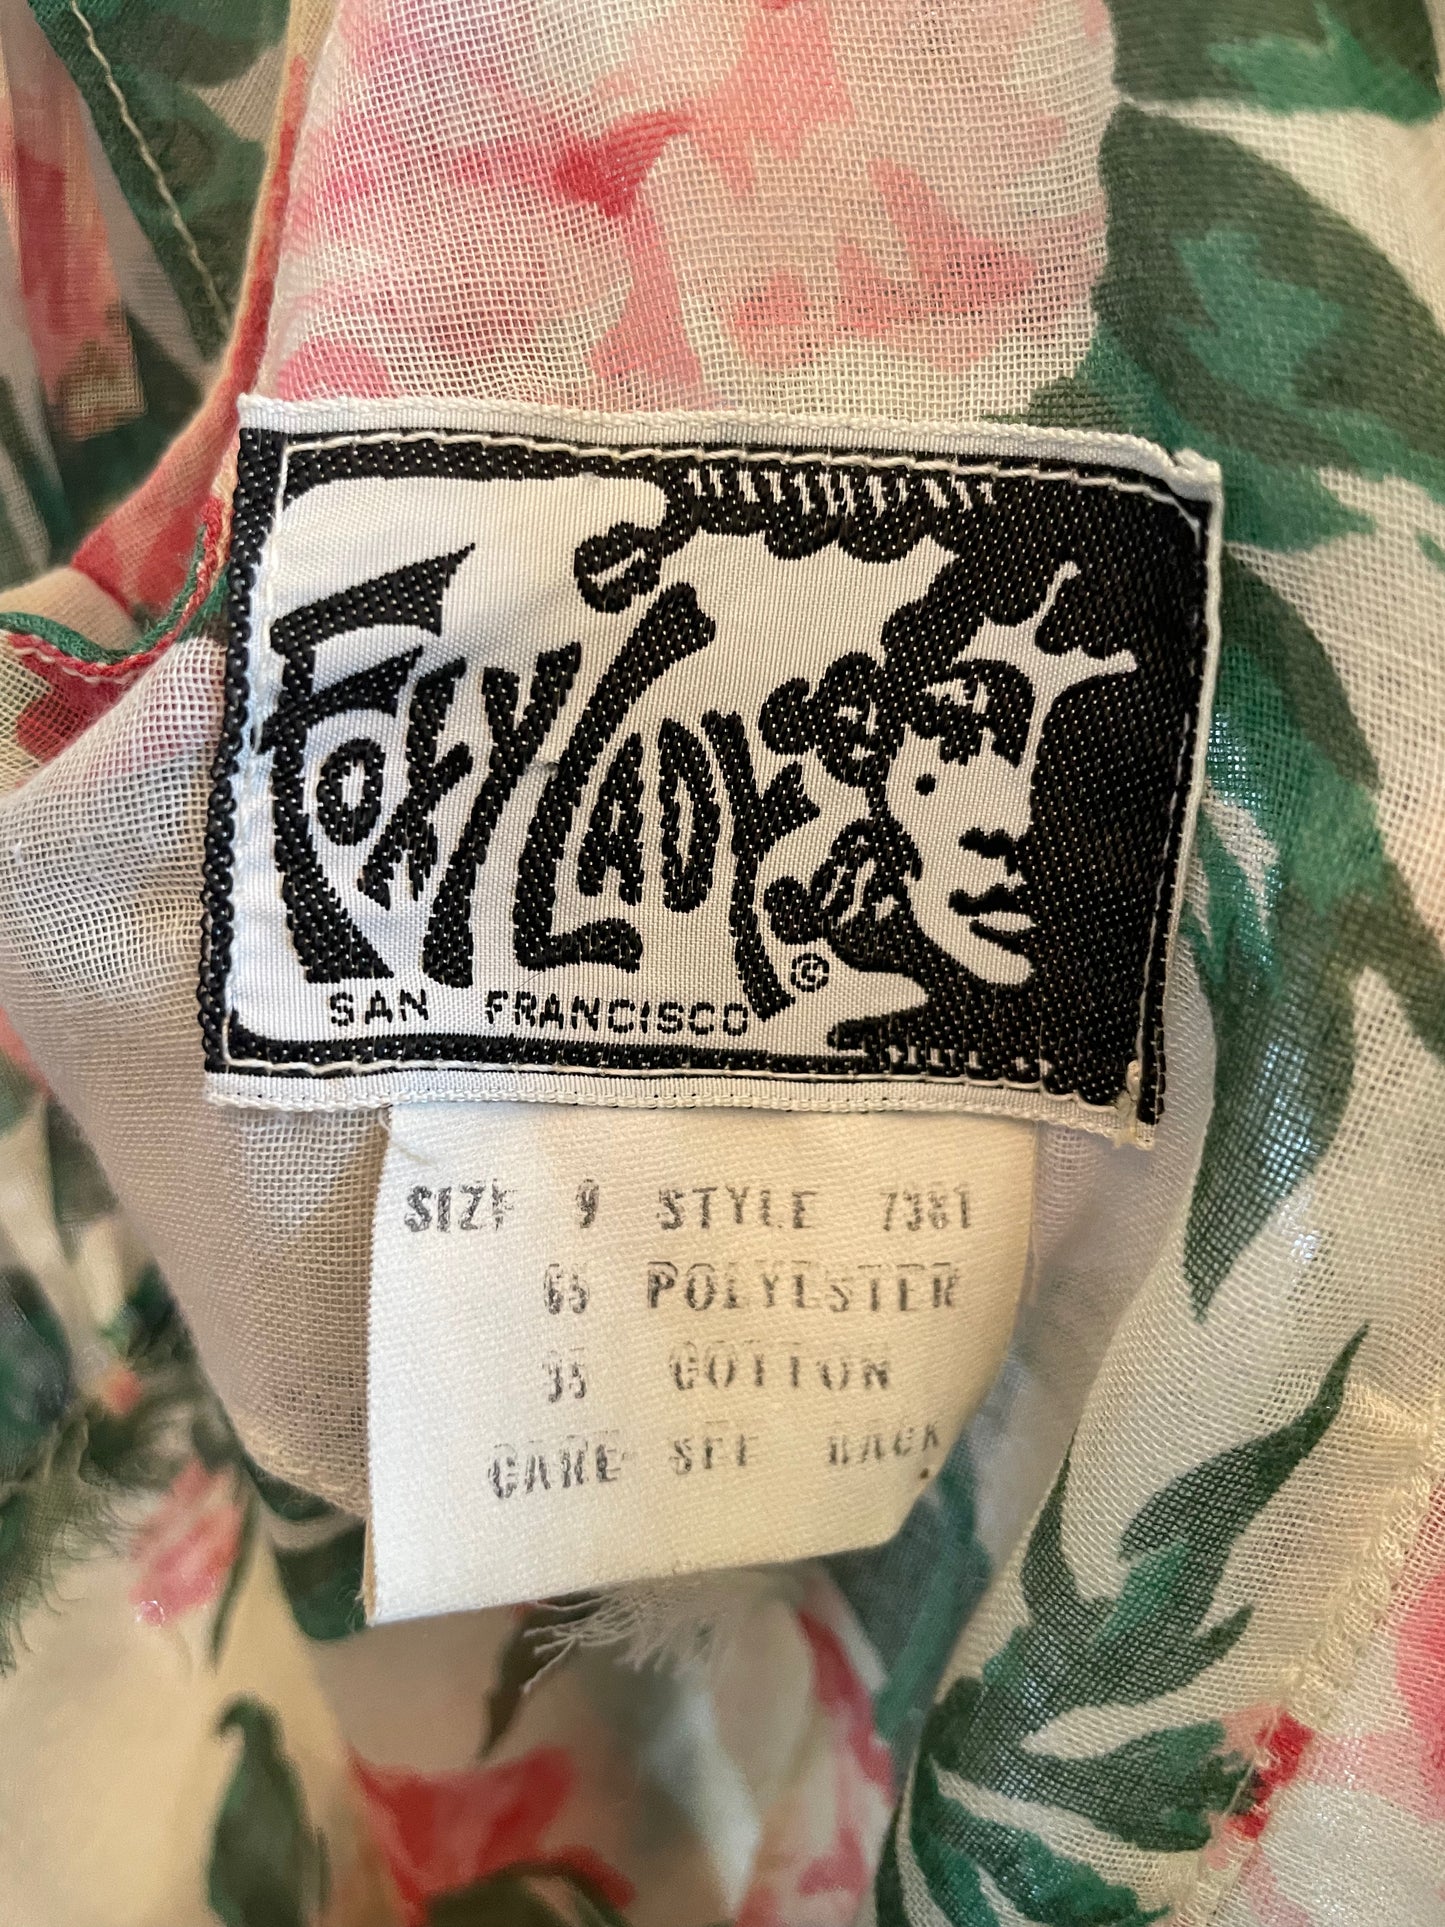 FOXY LADY ©
SAN FRANCISCO
SIZE 9 STYLE 7381
65 POLYESTER
35 COTTON
CARE SEE BACK